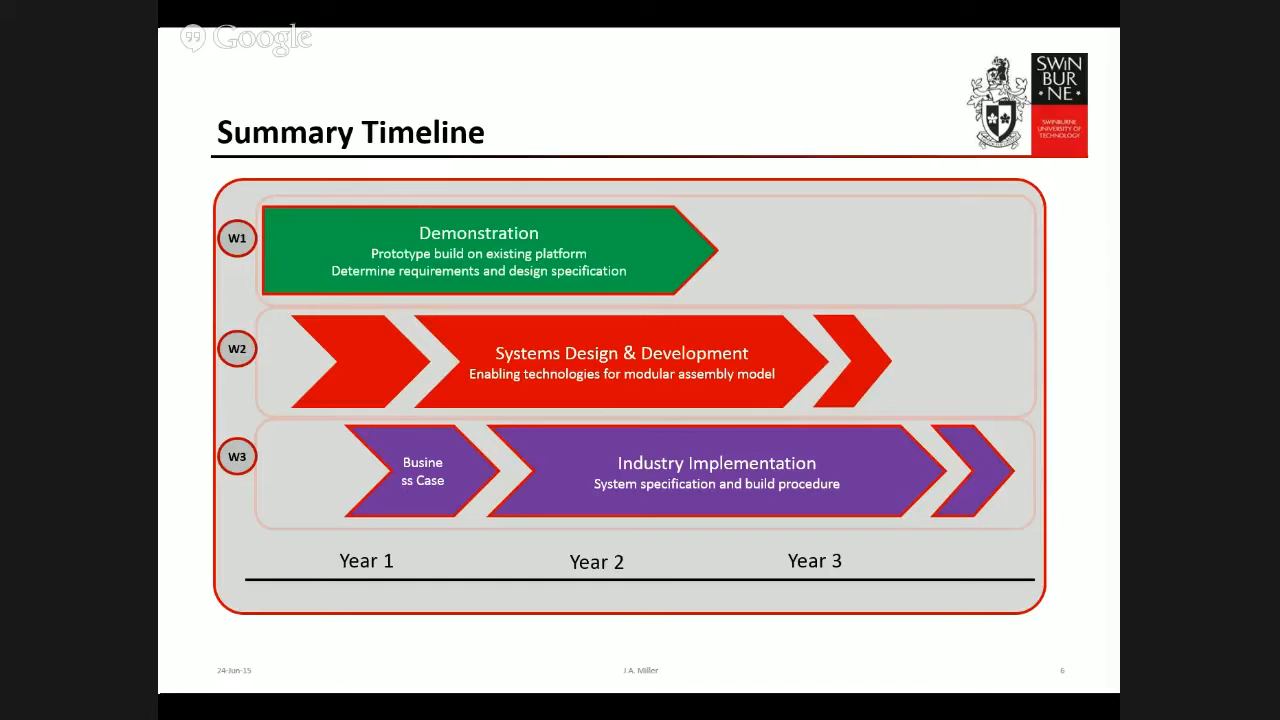 Google
SWIN
BUR
NE
SWINBURNE
UNIVERSITY OF
TECHNOLOGY
Summary Timeline
W1
Demonstration
Prototype build on existing platform
Determine requirements and design specification
W2
Systems Design & Development
Enabling technologies for modular assembly model
W3
Busine
ss Case
Industry Implementation
System specification and build procedure
Year 1
Year 2
Year 3
24-Jun-15
J.A. Miller
6